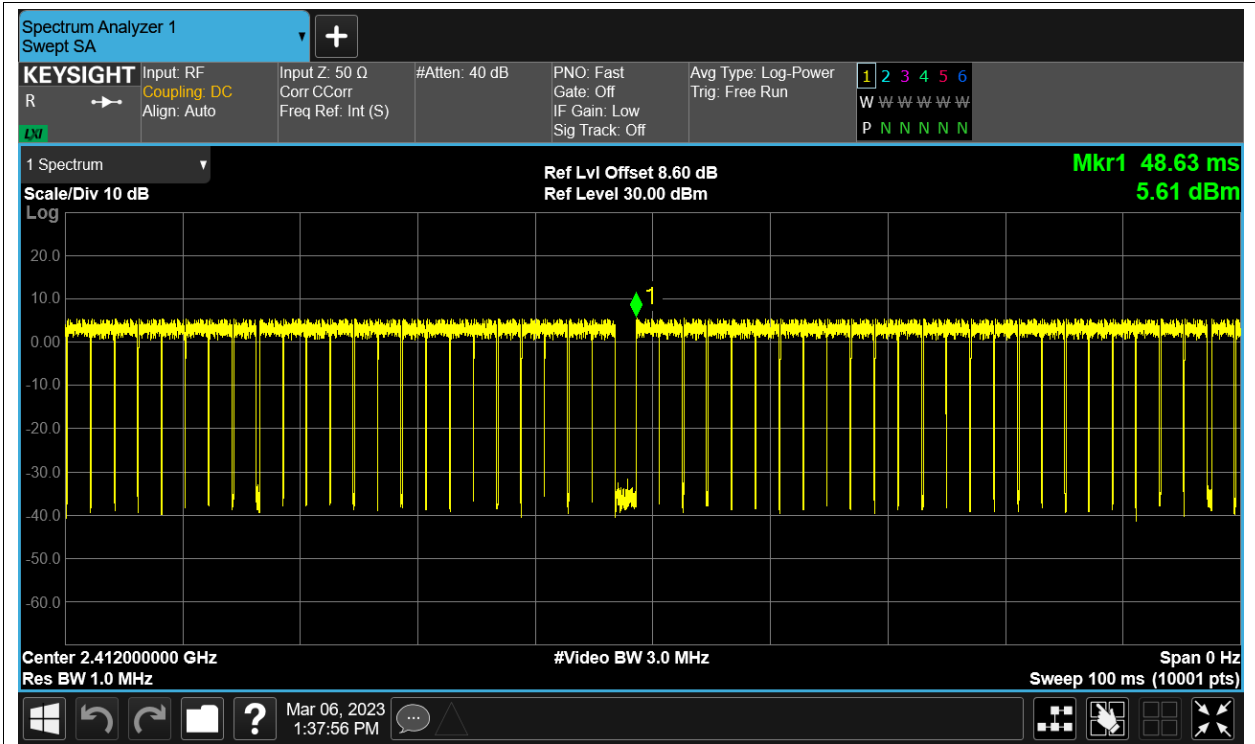 Spectrum Analyzer 1
Swept SA
+
KEYSIGHT
R
LXI
Input: RF
Coupling: DC
Align: Auto
Input Z: 50 Ω
Corr CCorr
Freq Ref: Int (S)
#Atten: 40 dB
PNO: Fast
Gate: Off
IF Gain: Low
Sig Track: Off
Avg Type: Log-Power
Trig: Free Run
1 2 3 4 5 6
W W W W W W
P N N N N N
1 Spectrum
Scale/Div 10 dB
Ref Lvl Offset 8.60 dB
Ref Level 30.00 dBm
Mkr1 48.63 ms
5.61 dBm
Log
20.0
10.0
0.00
-10.0
-20.0
-30.0
-40.0
-50.0
-60.0
1
Center 2.412000000 GHz
Res BW 1.0 MHz
#Video BW 3.0 MHz
Span 0 Hz
Sweep 100 ms (10001 pts)
?
Mar 06, 2023
1:37:56 PM